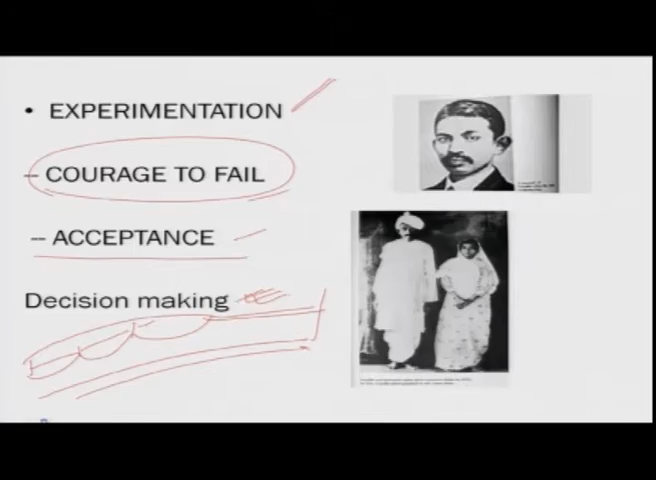 • EXPERIMENTATION
– COURAGE TO FAIL
-- ACCEPTANCE
Decision making